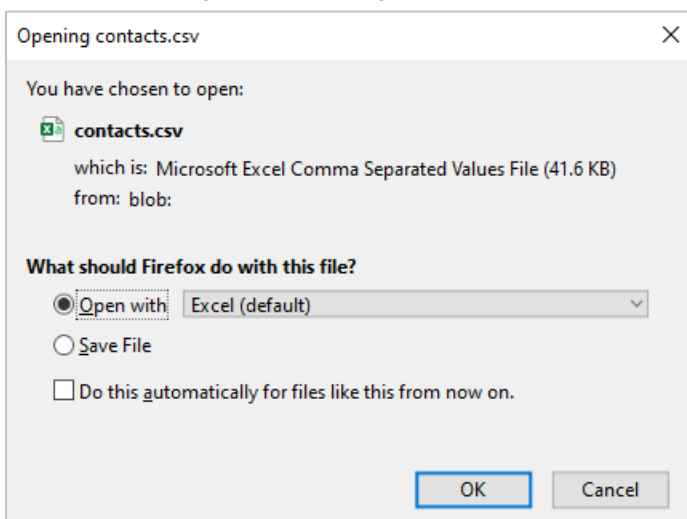 Opening contacts.csv
You have chosen to open:
contacts.csv
which is: Microsoft Excel Comma Separated Values File (41.6 KB)
from: blob:
What should Firefox do with this file?
Open with Excel (default)
Save File
Do this automatically for files like this from now on.
OK Cancel